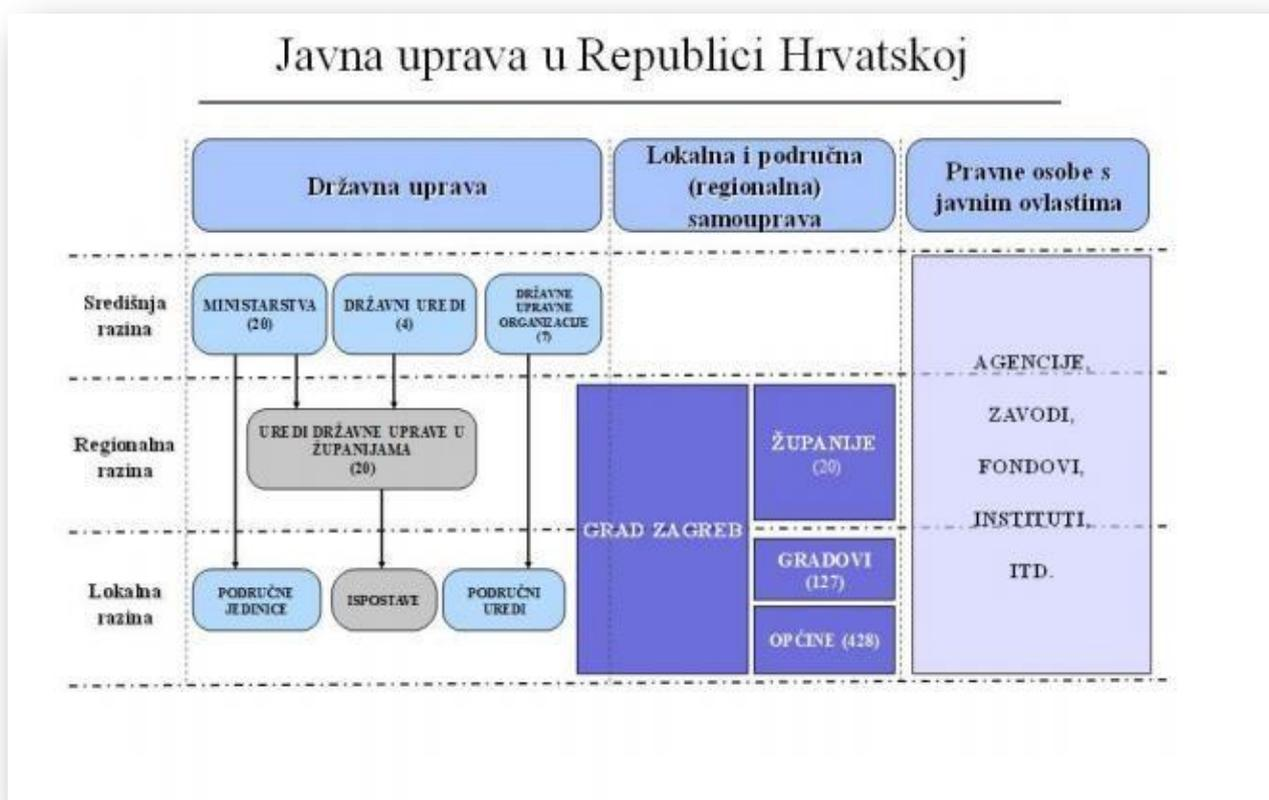 Javna uprava u Republici Hrvatskoj
Državna uprava
Lokalna i područna
(regionalna)
samouprava
Pravne osobe s
javnim ovlastima
Središnja
razina
MINISTARSTVA
(20)
DRŽAVNI UREDI
(4)
DRŽAVNE
UPRAVNE
ORGANIZACIJE
(7)
Regionalna
razina
UREDI DRŽAVNE UPRAVE U
ŽUPANIJAMA
(20)
GRAD ZAGREB
ŽUPANIJE
(20)
Lokalna
razina
PODRUČNE
JEDINICE
ISPOSTAVE
PODRUČNI
UREDI
GRADOVI
(127)
OPĆINE (428)
AGENCIJE,
ZAVODI,
FONDOVI,
INSTITUTI,
ITD.